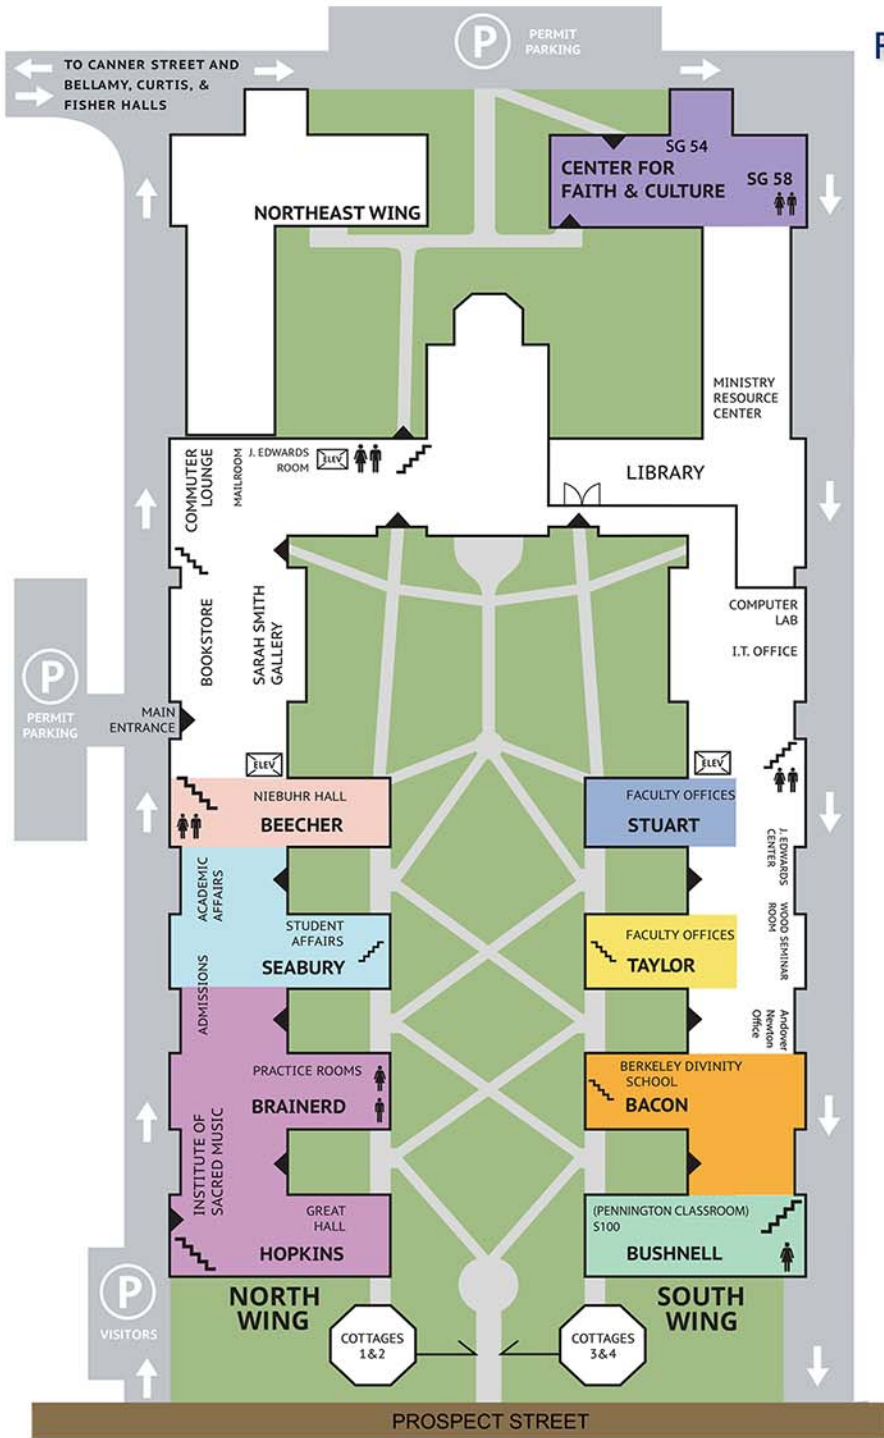 P
PERMIT
PARKING
F
TO CANNER STREET AND
BELLAMY, CURTIS, &
FISHER HALLS
SG 54
CENTER FOR
FAITH & CULTURE
SG 58
NORTHEAST WING
MINISTRY
RESOURCE
CENTER
COMMUTER
LOUNGE
MAILROOM
J. EDWARDS
ROOM
ELEV
LIBRARY
BOOKSTORE
SARAH SMITH
GALLERY
COMPUTER
LAB
I.T. OFFICE
P
PERMIT
PARKING
MAIN
ENTRANCE
ELEV
ELEV
NIEBUHR HALL
BEECHER
FACULTY OFFICES
STUART
J. EDWARDS
CENTER
ACADEMIC
AFFAIRS
STUDENT
AFFAIRS
SEABURY
FACULTY OFFICES
TAYLOR
WOOD SEMINAR
ROOM
ADMISSIONS
Andover
Newton
Office
PRACTICE ROOMS
BRAINERD
BERKELEY DIVINITY
SCHOOL
BACON
INSTITUTE OF
SACRED MUSIC
GREAT
HALL
HOPKINS
(PENNINGTON CLASSROOM)
S100
BUSHNELL
P
VISITORS
NORTH
WING
SOUTH
WING
COTTAGES
1&2
COTTAGES
3&4
PROSPECT STREET